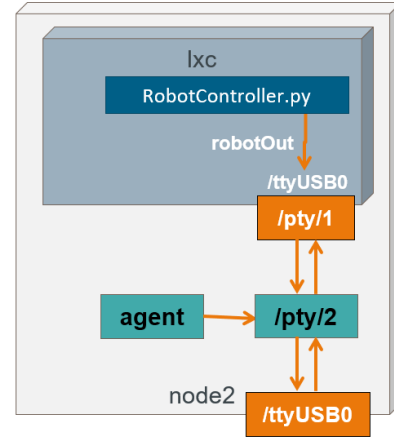 lxc
RobotController.py
robotOut
/ttyUSB0
/pty/1
agent
/pty/2
node2
/ttyUSB0